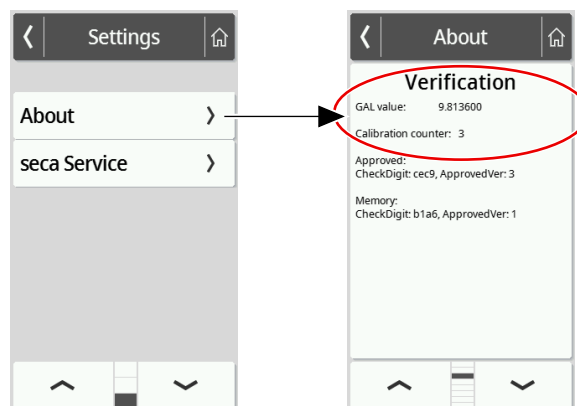 Settings
About
seca Service
About
Verification
GAL value: 9.813600
Calibration counter: 3
Approved:
CheckDigit: cec9, ApprovedVer: 3
Memory:
CheckDigit: b1a6, ApprovedVer: 1